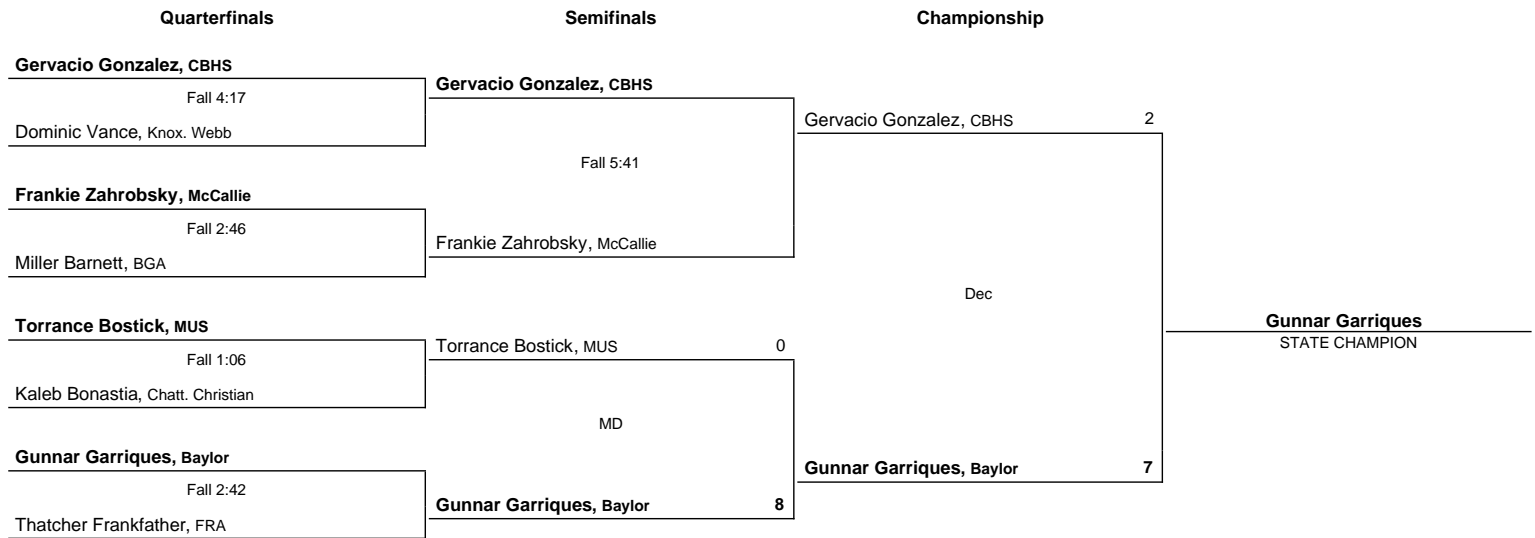 Quarterfinals
Semifinals
Championship
Gervacio Gonzalez, CBHS
Fall 4:17
Dominic Vance, Knox. Webb
Frankie Zahrobsky, McCallie
Fall 2:46
Miller Barnett, BGA
Torrance Bostick, MUS
Fall 1:06
Kaleb Bonastia, Chatt. Christian
Gunnar Garriques, Baylor
Fall 2:42
Thatcher Frankfather, FRA
Gervacio Gonzalez, CBHS
Fall 5:41
Frankie Zahrobsky, McCallie
Torrance Bostick, MUS 0
MD
Gunnar Garriques, Baylor 8
Gervacio Gonzalez, CBHS 2
Dec
Gunnar Garriques, Baylor 7
Gunnar Garriques
STATE CHAMPION